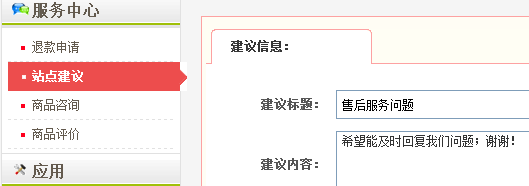 服务中心
退款申请
站点建议
商品咨询
商品评价
应用
建议信息：
建议标题： 售后服务问题
建议内容： 希望能及时回复我们问题；谢谢！